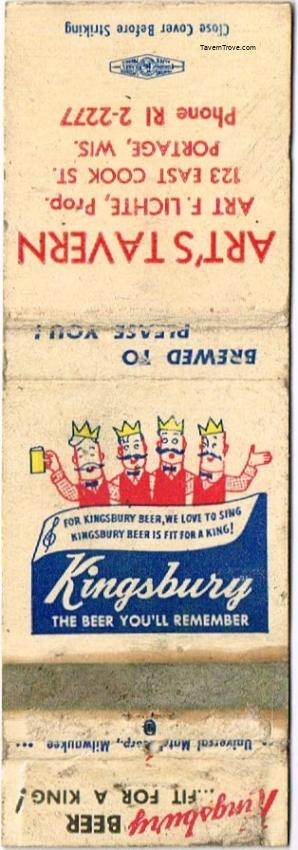 TavernTrove.com
Close Cover Before Striking
ART'S TAVERN
ART F. LICHTE, Prop.
123 EAST COOK ST.
PORTAGE, WIS.
Phone RI 2-2277
BREWED TO
PLEASE YOU!
FOR KINGSBURY BEER, WE LOVE TO SING
KINGSBURY BEER IS FIT FOR A KING!
Kingsbury
THE BEER YOU'LL REMEMBER
Universal Match Corp., Milwaukee
Kingsbury BEER
...FIT FOR A KING!